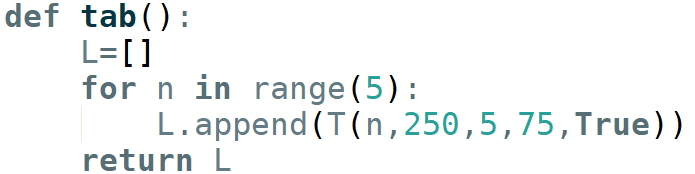 def tab():
    L=[]
    for n in range(5):
        L.append(T(n,250,5,75,True))
    return L